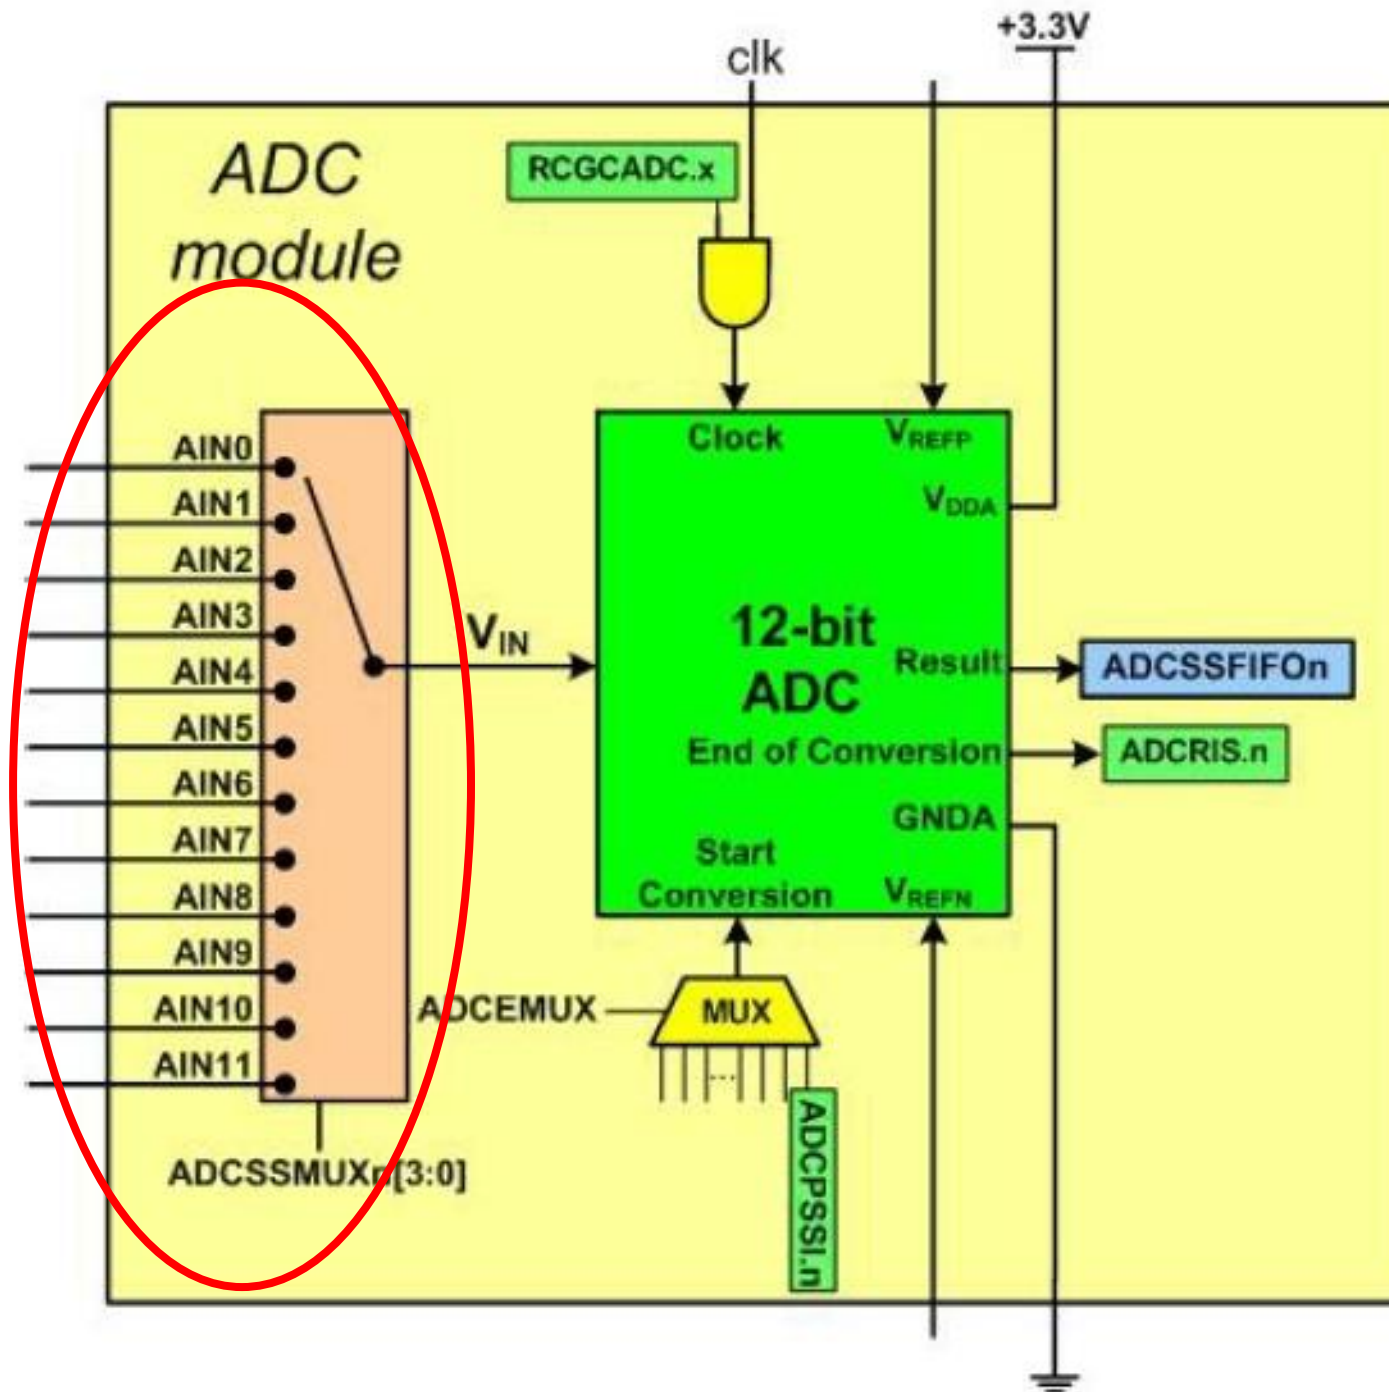 +3.3V
clk
ADC
module
RCGCADC.x
Clock
VREFP
VDDA
AIN0
AIN1
AIN2
AIN3
AIN4
AIN5
AIN6
AIN7
AIN8
AIN9
AIN10
AIN11
VIN
12-bit
ADC
Result
ADCSSFIFOn
End of Conversion
ADCRIS.n
GNDA
Start
Conversion
VREFN
ADCEMUX
MUX
...
ADCPSSI.n
ADCSSMUXn[3:0]